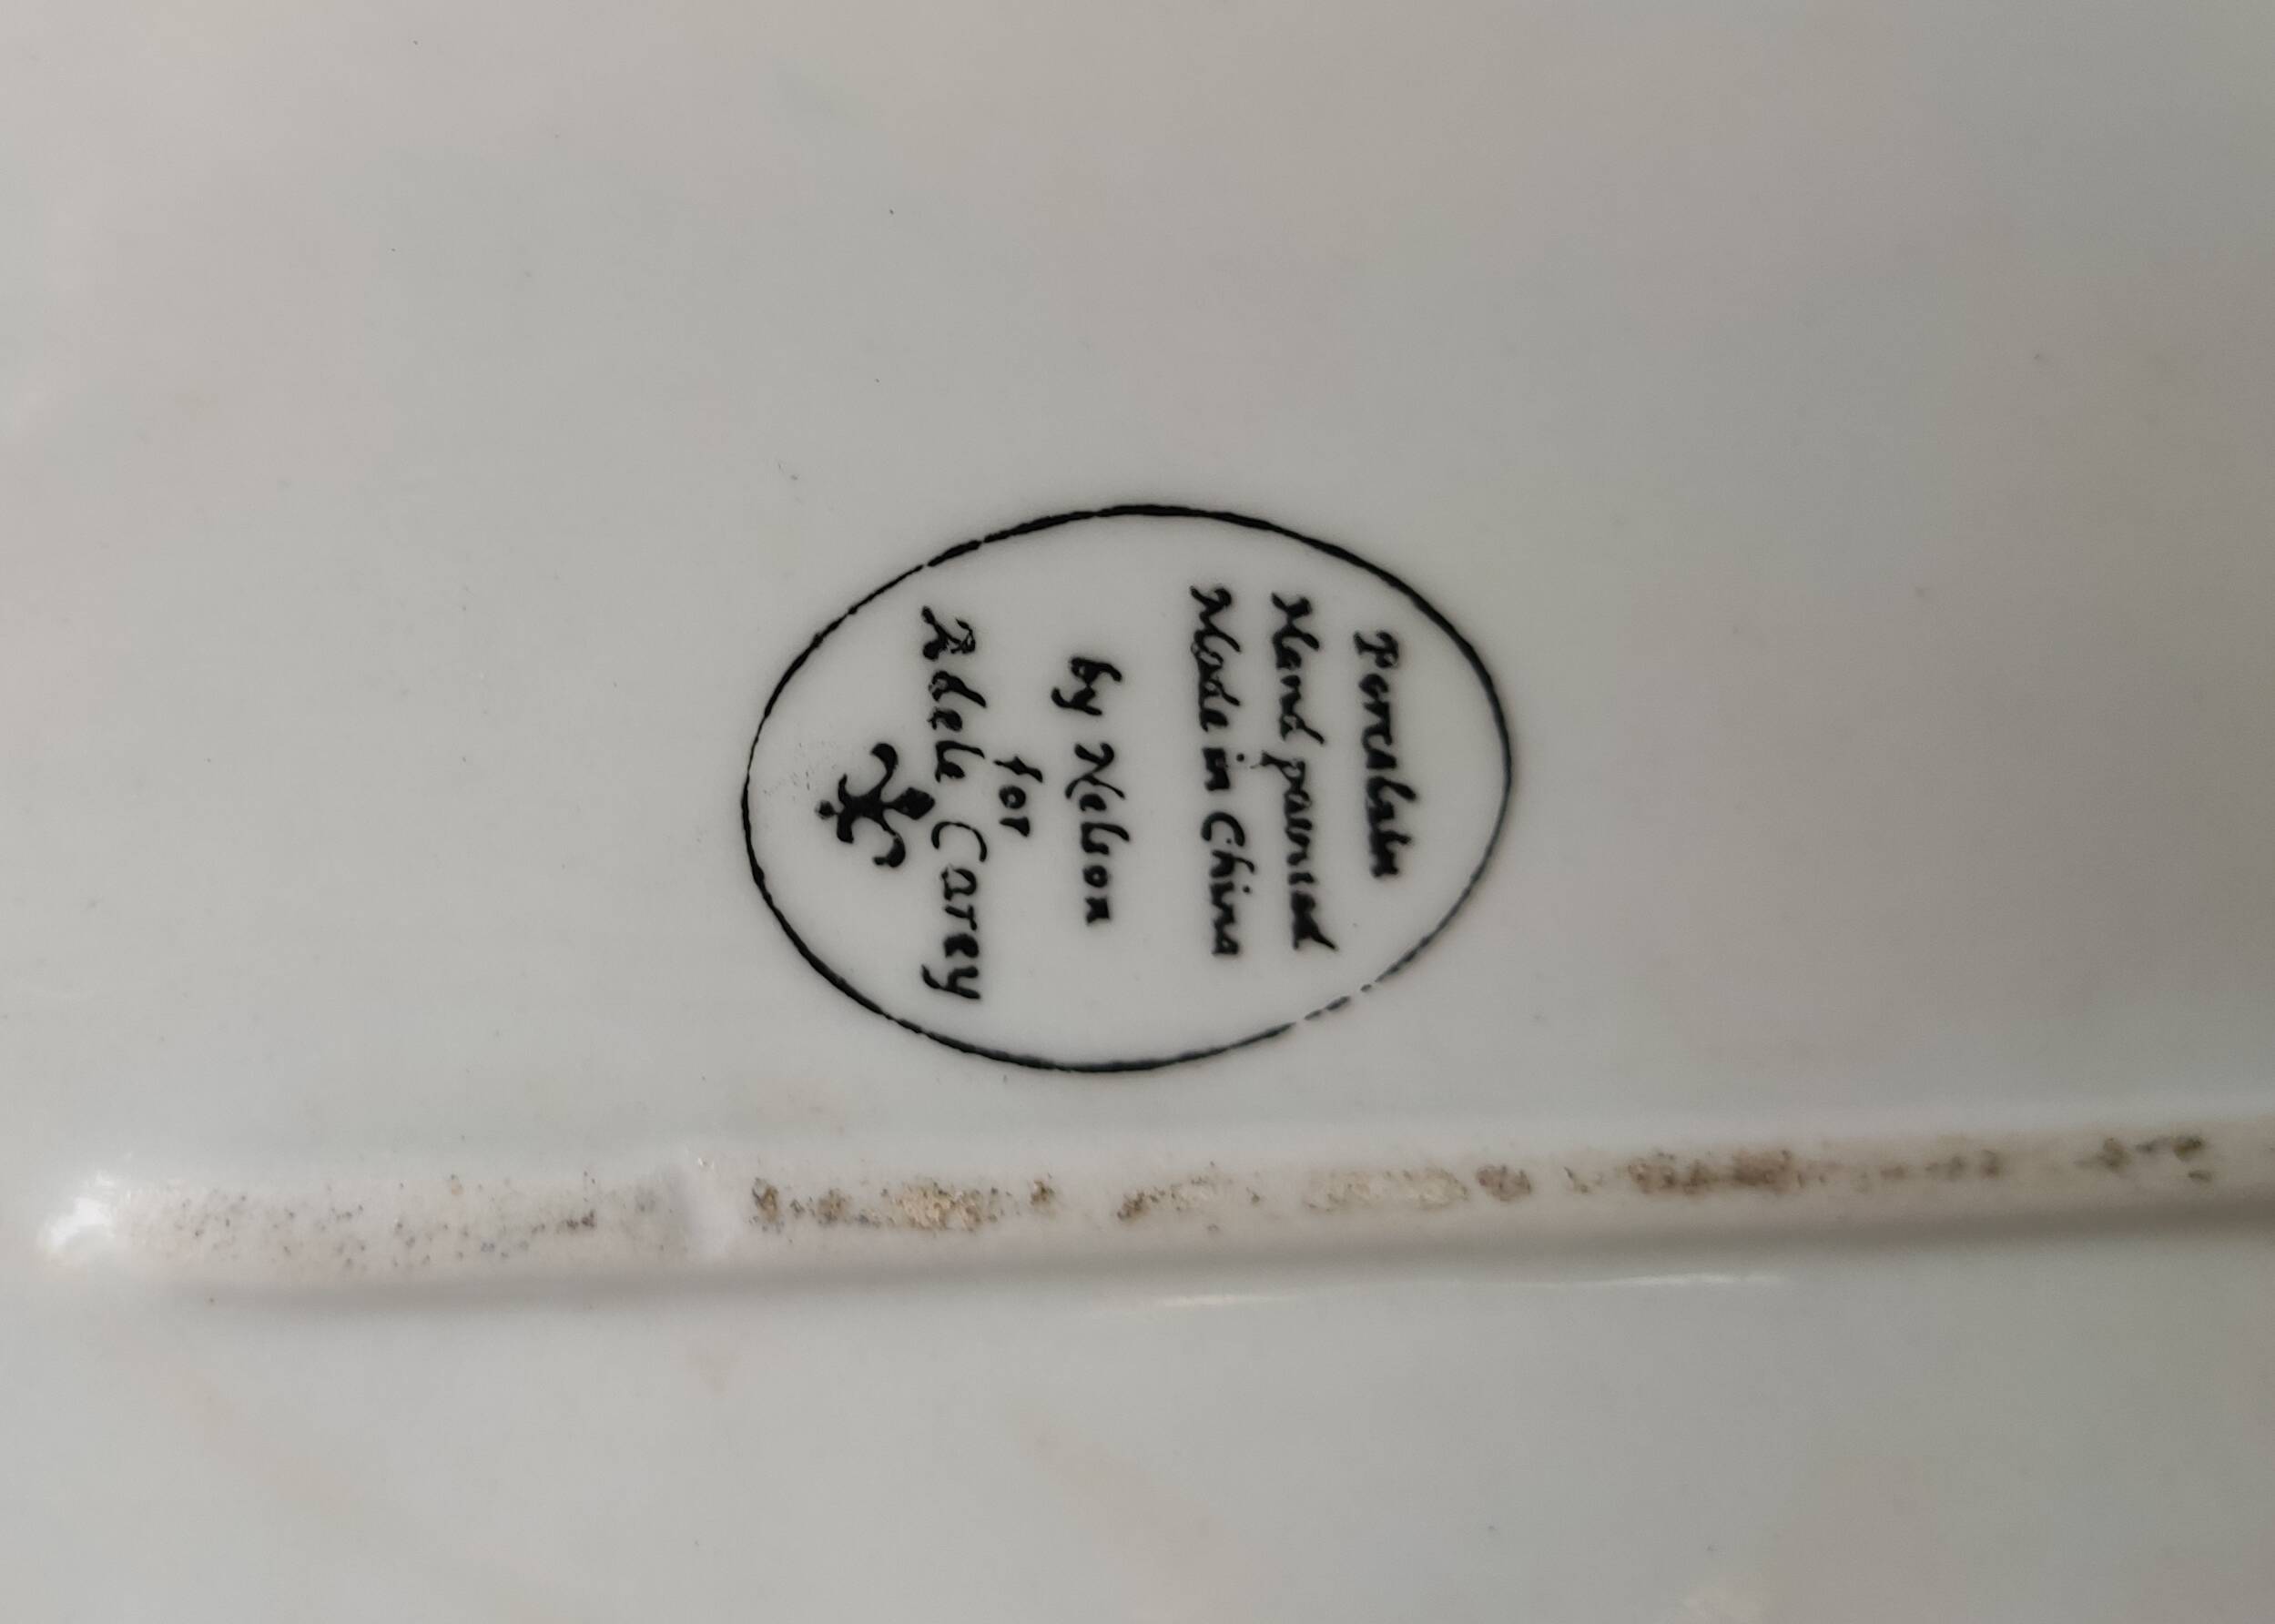 Porcelain
Hand painted
Made in China
by Nelson
for
Adele Carey